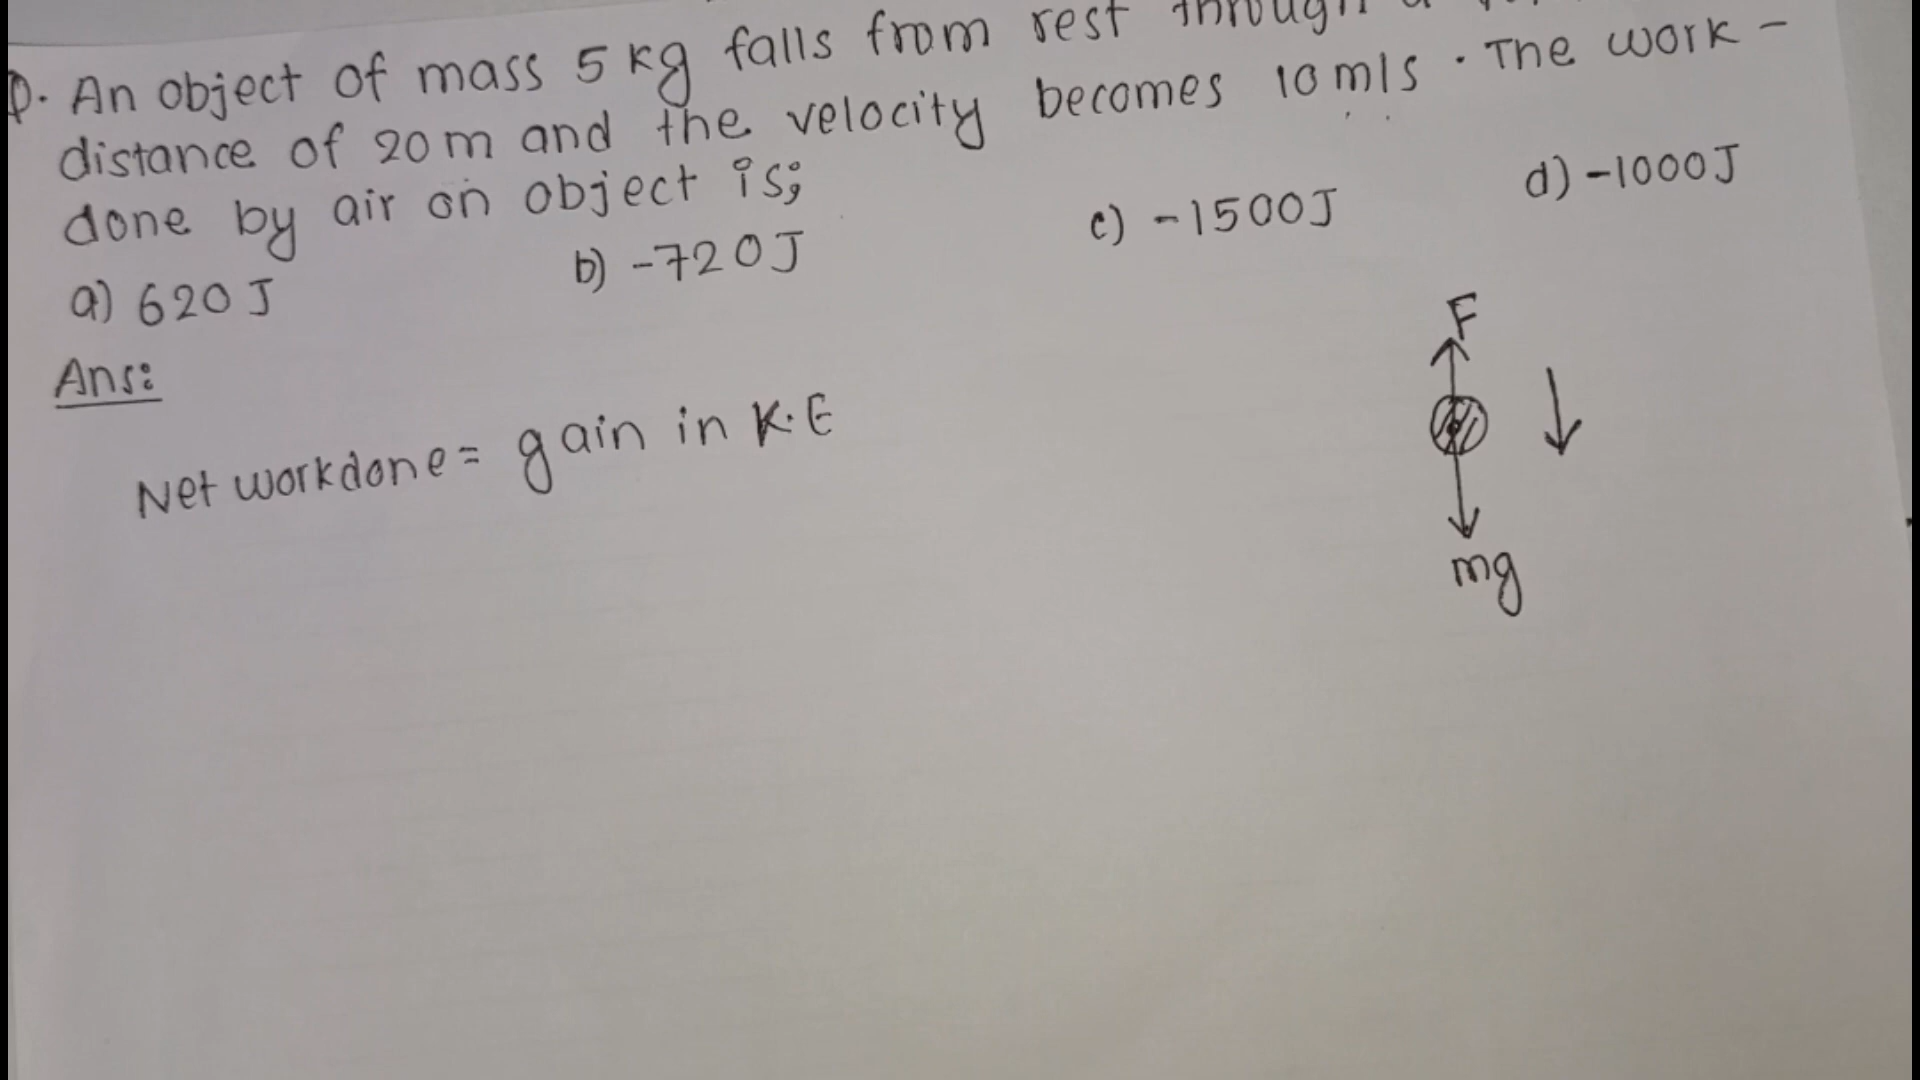 Q. An object of mass 5 kg falls from rest through a
distance of 20 m and the velocity becomes 10 m/s. The work-
done by air on object is;
a) 620 J b) -720 J c) -1500 J d) -1000 J
Ans:
Net workdone = gain in K.E
F
mg